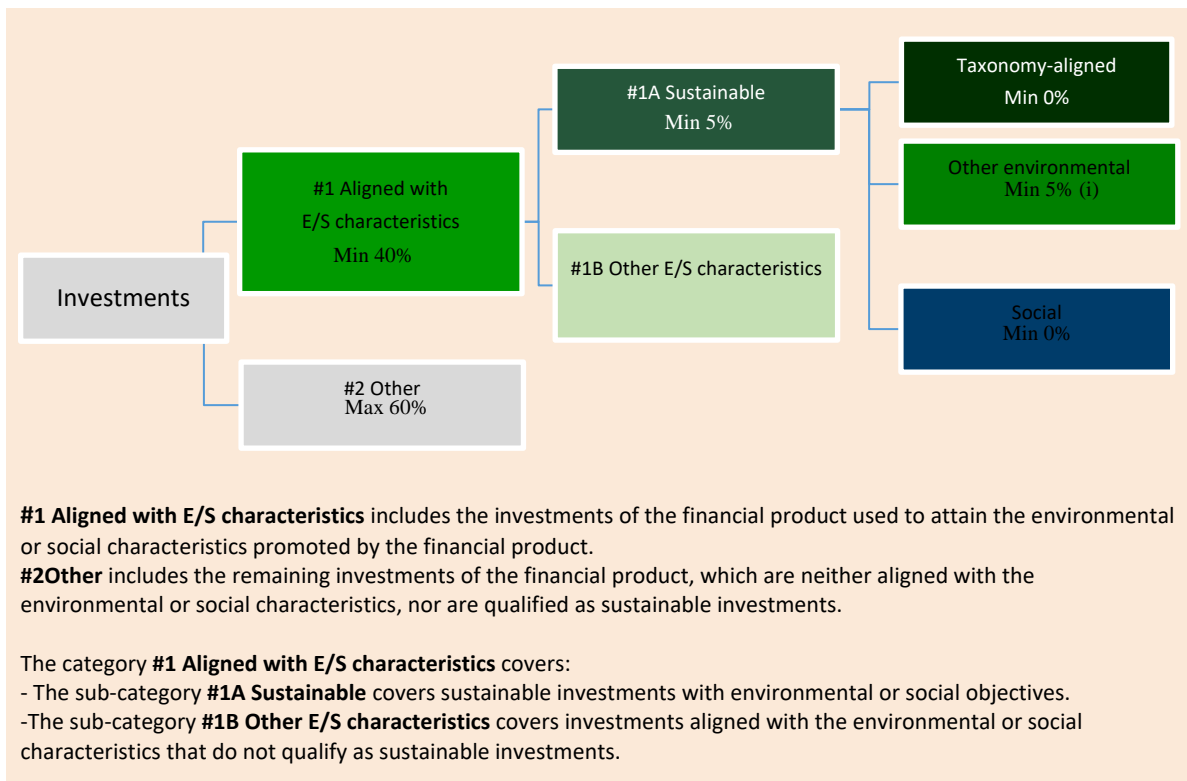 Investments
#1 Aligned with
E/S characteristics
Min 40%
#2 Other
Max 60%
#1A Sustainable
Min 5%
#1B Other E/S characteristics
Taxonomy-aligned
Min 0%
Other environmental
Min 5% (i)
Social
Min 0%
#1 Aligned with E/S characteristics includes the investments of the financial product used to attain the environmental
or social characteristics promoted by the financial product.
#2Other includes the remaining investments of the financial product, which are neither aligned with the
environmental or social characteristics, nor are qualified as sustainable investments.
The category #1 Aligned with E/S characteristics covers:
- The sub-category #1A Sustainable covers sustainable investments with environmental or social objectives.
-The sub-category #1B Other E/S characteristics covers investments aligned with the environmental or social
characteristics that do not qualify as sustainable investments.